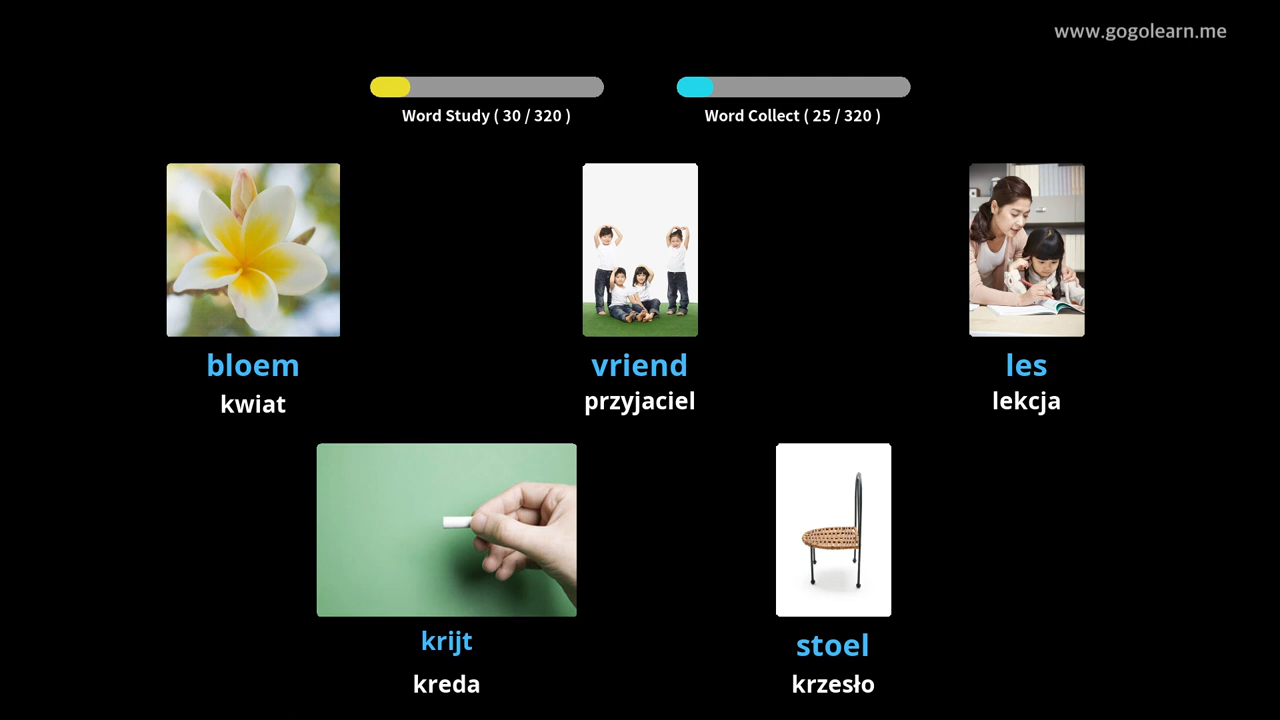 www.gogolearn.me
Word Study ( 30 / 320 )
Word Collect ( 25 / 320 )
bloem
kwiat
vriend
przyjaciel
les
lekcja
krijt
kreda
stoel
krzesło